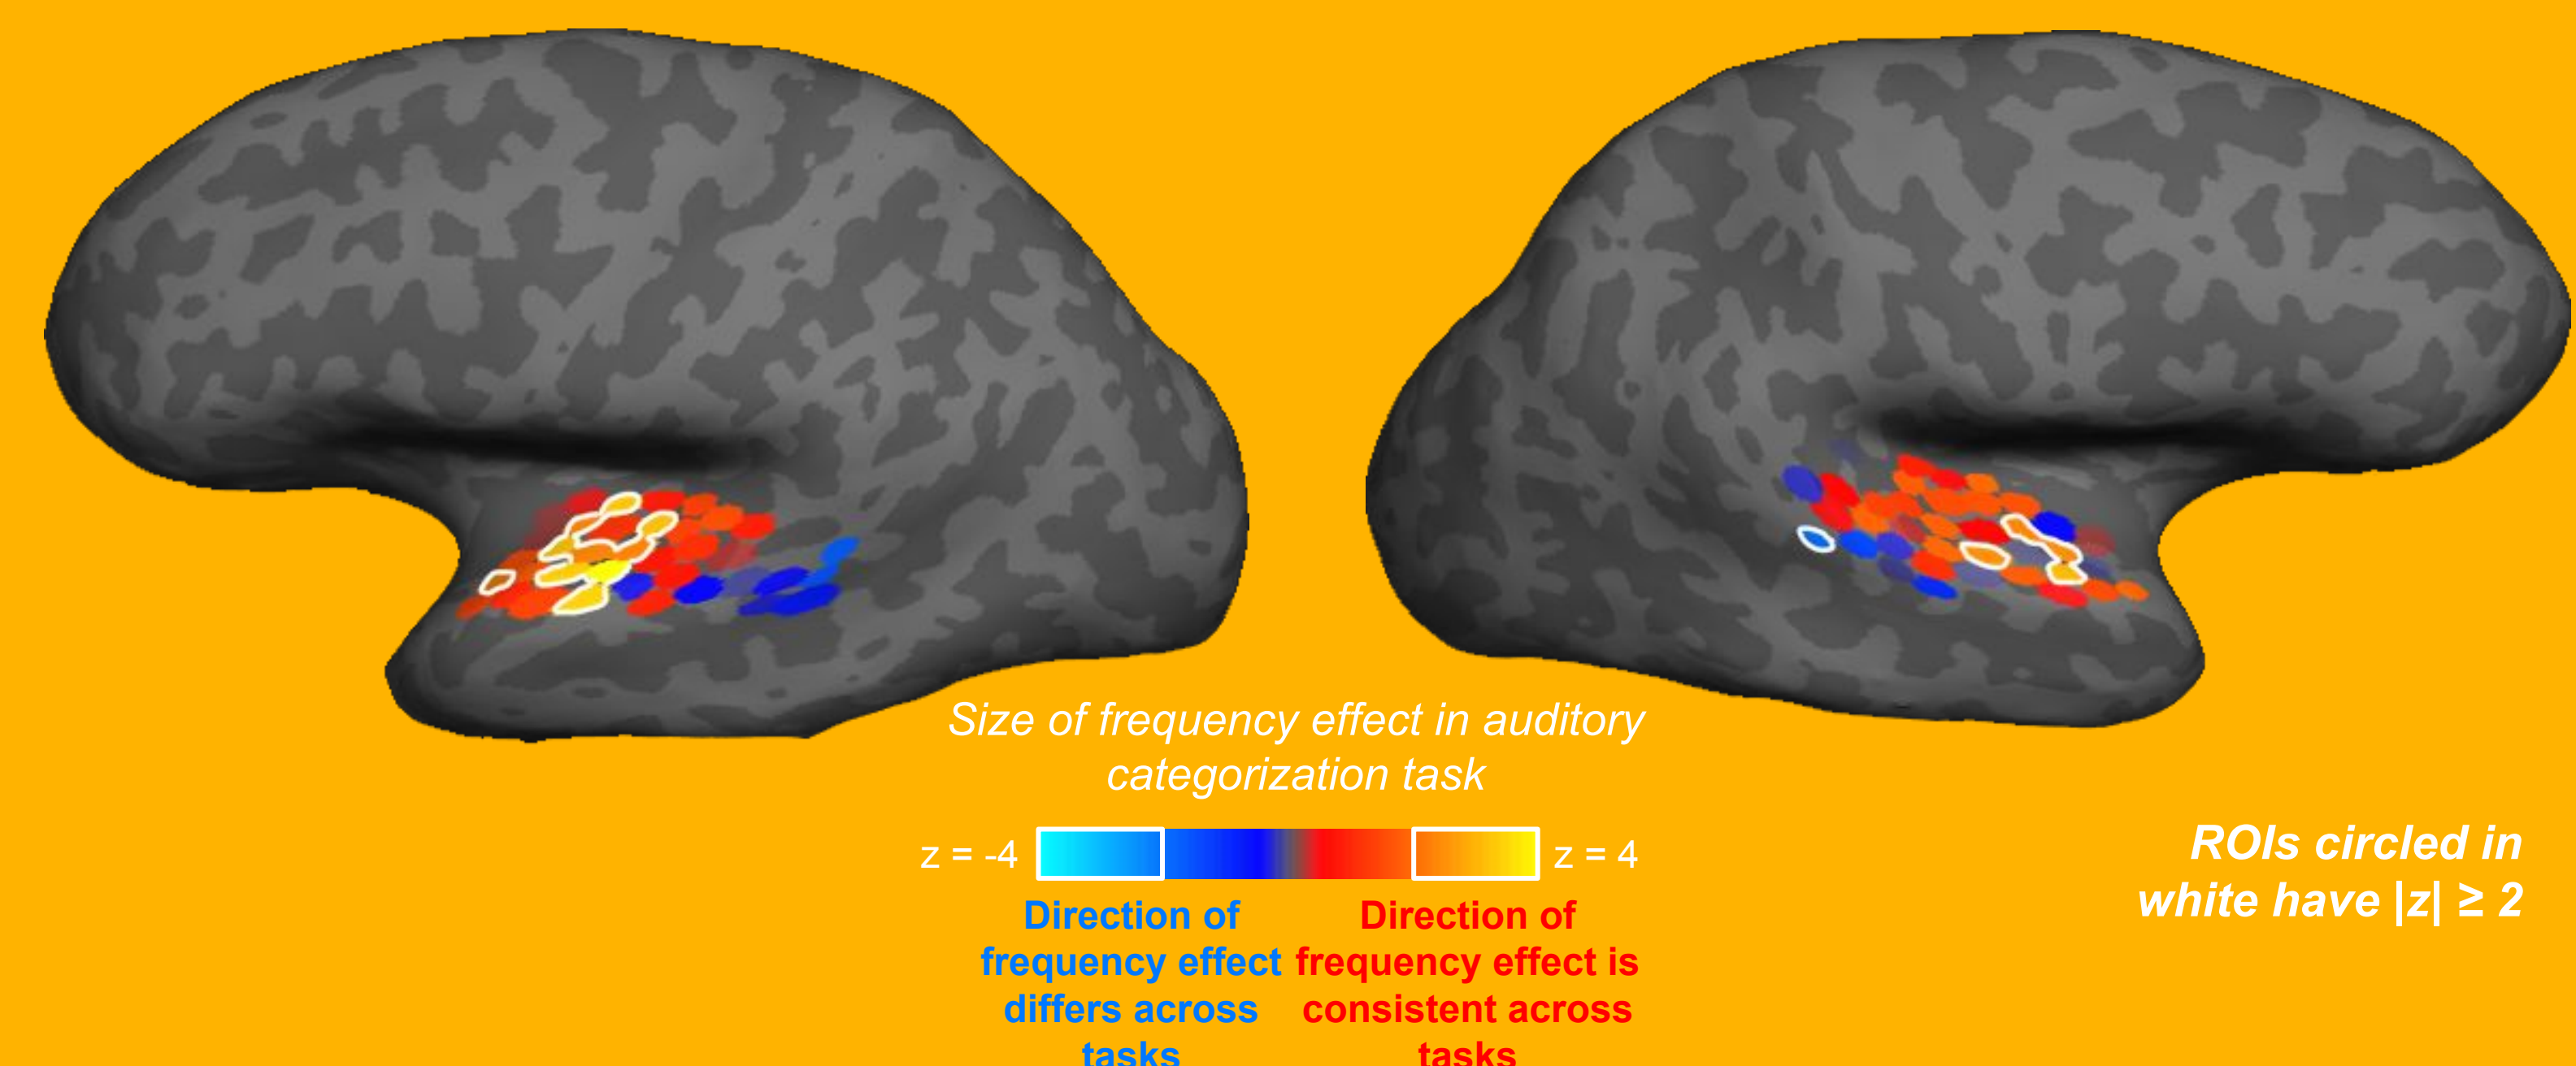 Size of frequency effect in auditory
categorization task
z = -4
z = 4
Direction of
frequency effect
differs across
tasks
Direction of
frequency effect is
consistent across
tasks
ROIs circled in
white have |z| ≥ 2